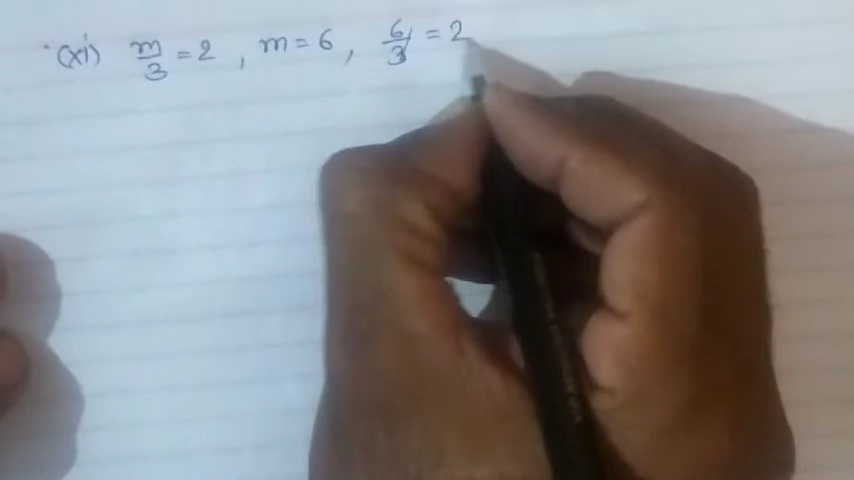 (xi) m/3 = 2 , m = 6 , 6/3 = 2